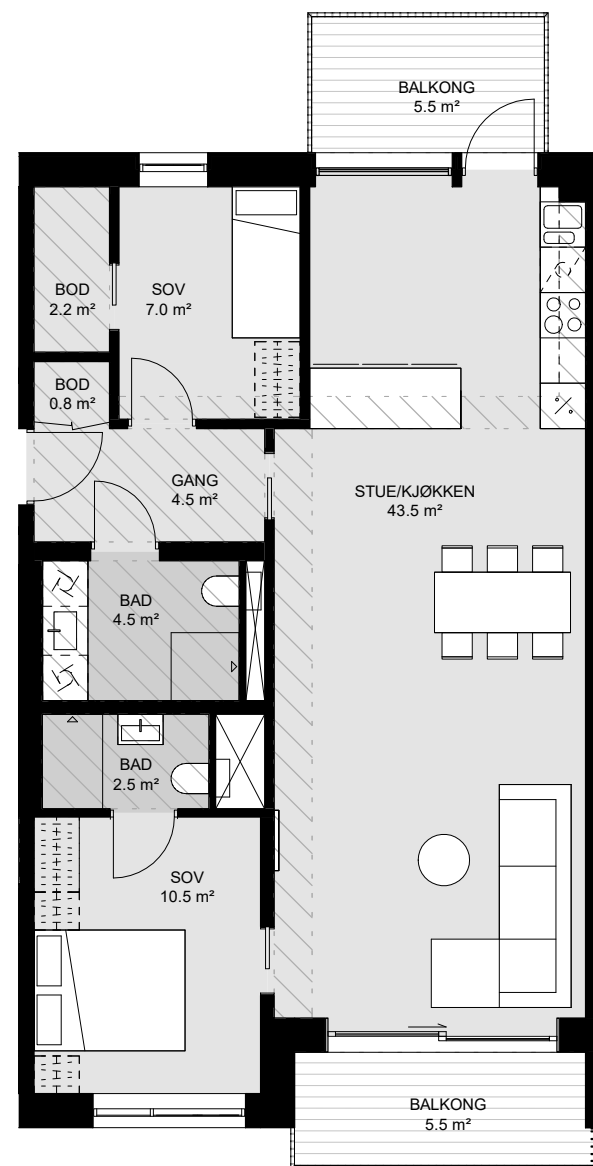 BALKONG
5.5 m²
BOD
2.2 m²
SOV
7.0 m²
BOD
0.8 m²
GANG
4.5 m²
STUE/KJØKKEN
43.5 m²
BAD
4.5 m²
BAD
2.5 m²
SOV
10.5 m²
BALKONG
5.5 m²